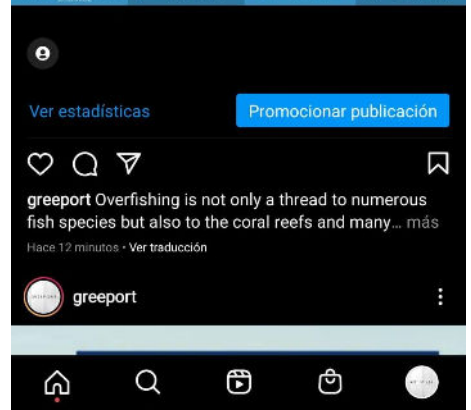 Ver estadísticas
Promocionar publicación
greeport Overfishing is not only a thread to numerous
fish species but also to the coral reefs and many... más
Hace 12 minutos • Ver traducción
greeport